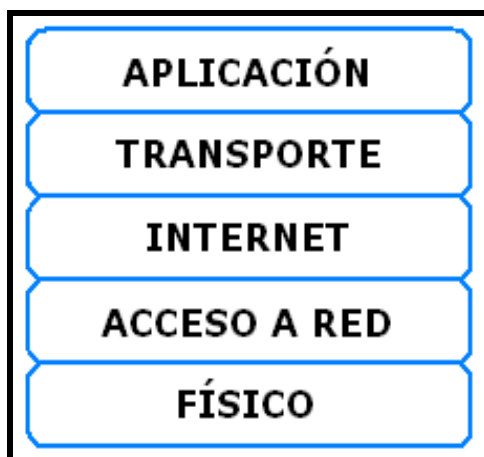 APLICACIÓN
TRANSPORTE
INTERNET
ACCESO A RED
FÍSICO